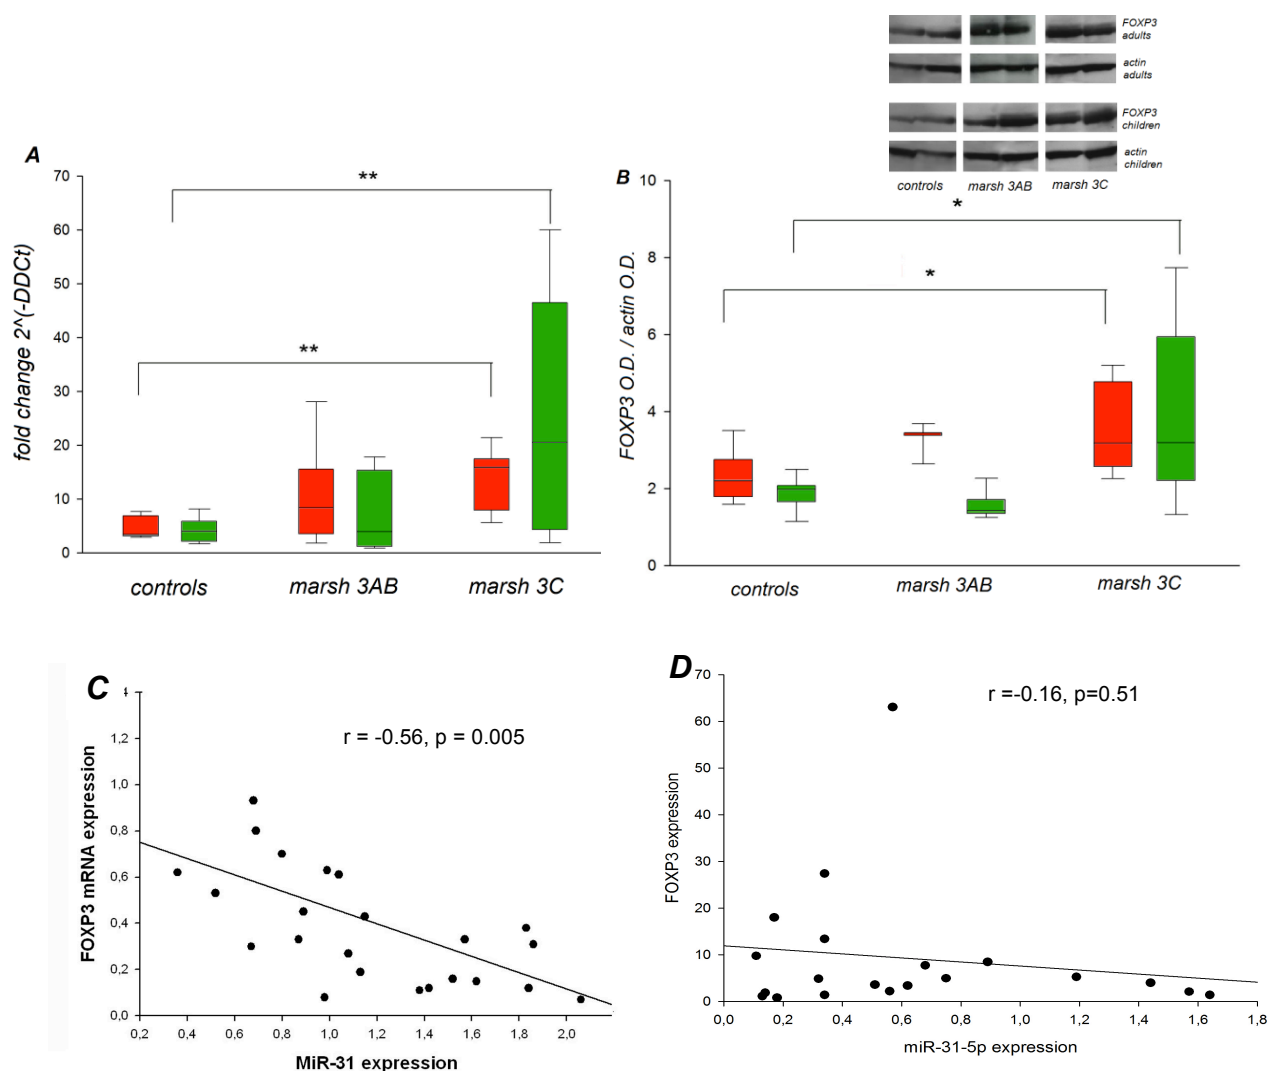 FOXP3
adults
actin
adults
FOXP3
children
actin
children
controls marsh 3AB marsh 3C
A
70
60
50
40
30
20
10
0
fold change 2^(-DDCt)
**
**
controls marsh 3AB marsh 3C
B
10
8
6
4
2
0
FOXP3 O.D. / actin O.D.
*
*
controls marsh 3AB marsh 3C
C
r = -0.56, p = 0.005
1,2
1,0
0,8
0,6
0,4
0,2
0,0
FOXP3 mRNA expression
0,2 0,4 0,6 0,8 1,0 1,2 1,4 1,6 1,8 2,0
MiR-31 expression
D
r =-0.16, p=0.51
70
60
50
40
30
20
10
0
FOXP3 expression
0,0 0,2 0,4 0,6 0,8 1,0 1,2 1,4 1,6 1,8
miR-31-5p expression